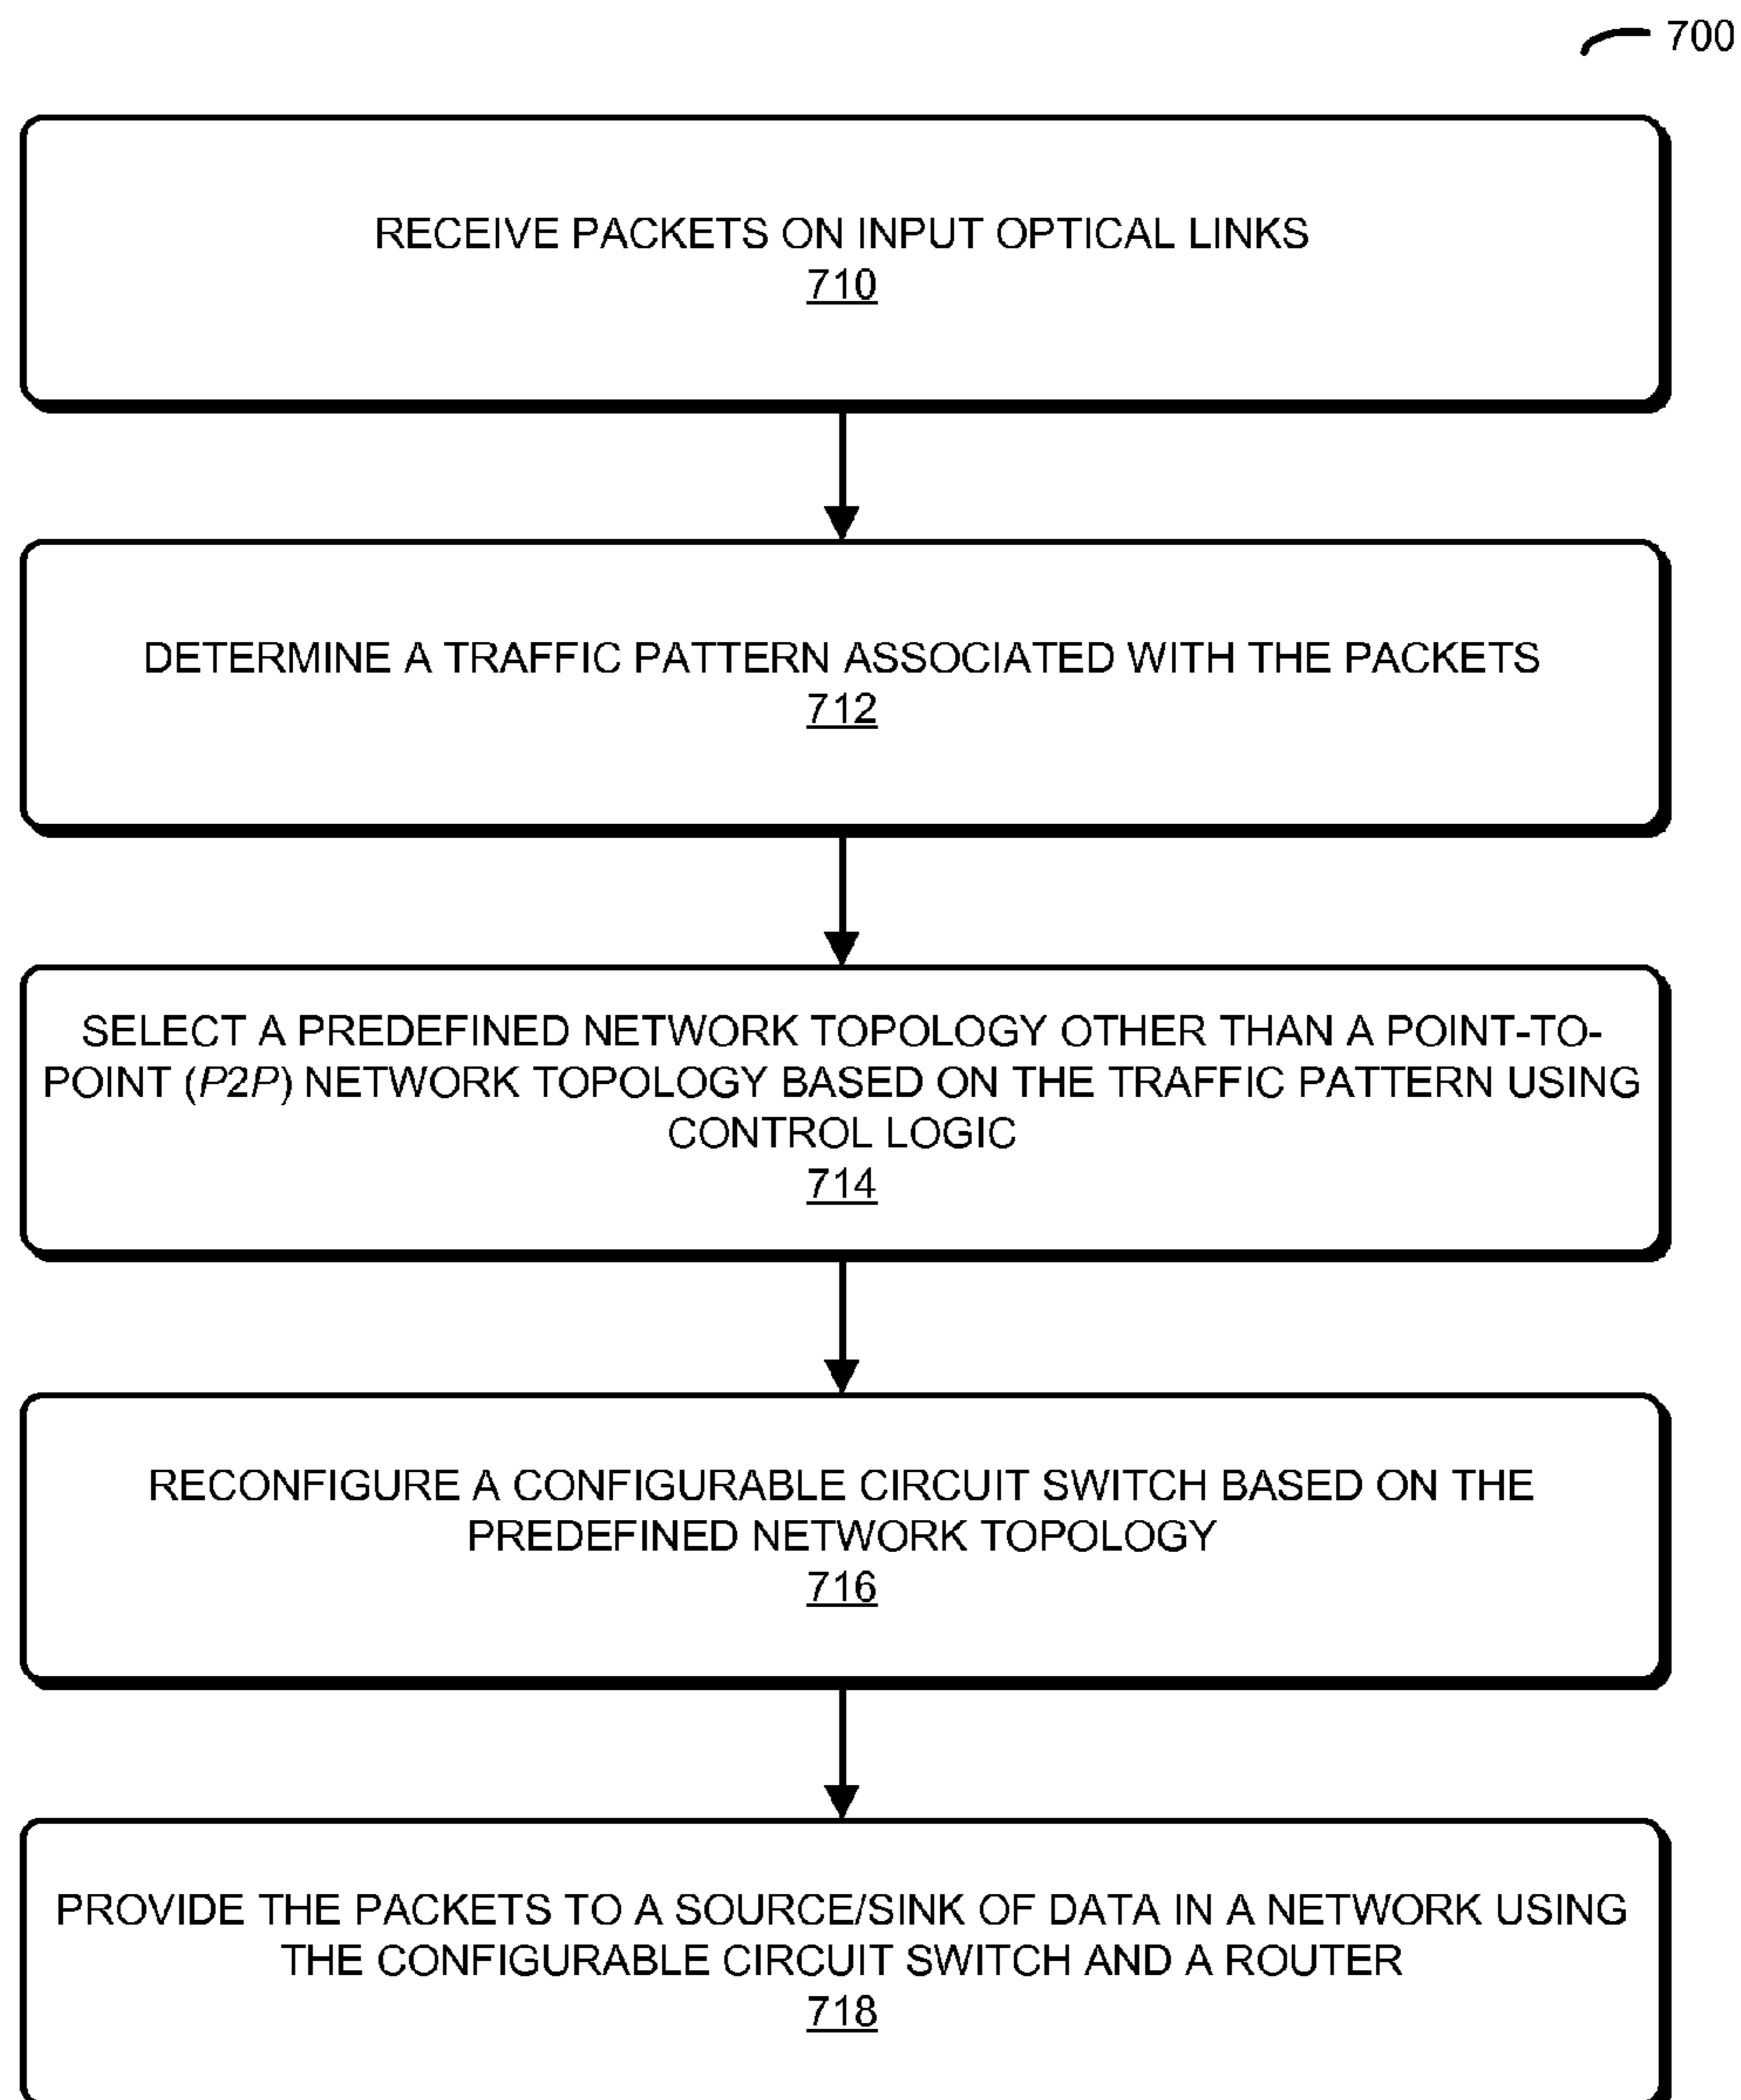 700
RECEIVE PACKETS ON INPUT OPTICAL LINKS
710
DETERMINE A TRAFFIC PATTERN ASSOCIATED WITH THE PACKETS
712
SELECT A PREDEFINED NETWORK TOPOLOGY OTHER THAN A POINT-TO-
POINT (P2P) NETWORK TOPOLOGY BASED ON THE TRAFFIC PATTERN USING
CONTROL LOGIC
714
RECONFIGURE A CONFIGURABLE CIRCUIT SWITCH BASED ON THE
PREDEFINED NETWORK TOPOLOGY
716
PROVIDE THE PACKETS TO A SOURCE/SINK OF DATA IN A NETWORK USING
THE CONFIGURABLE CIRCUIT SWITCH AND A ROUTER
718